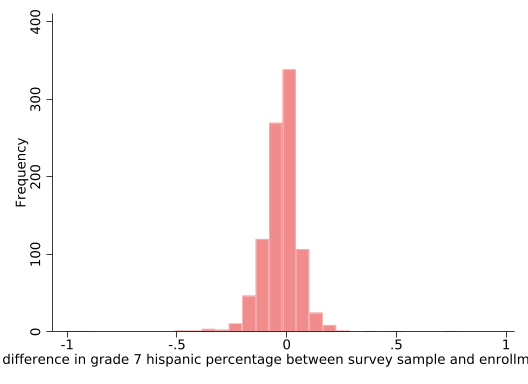 400
300
200
100
0
Frequency
-1 -.5 0 .5 1
difference in grade 7 hispanic percentage between survey sample and enrollm